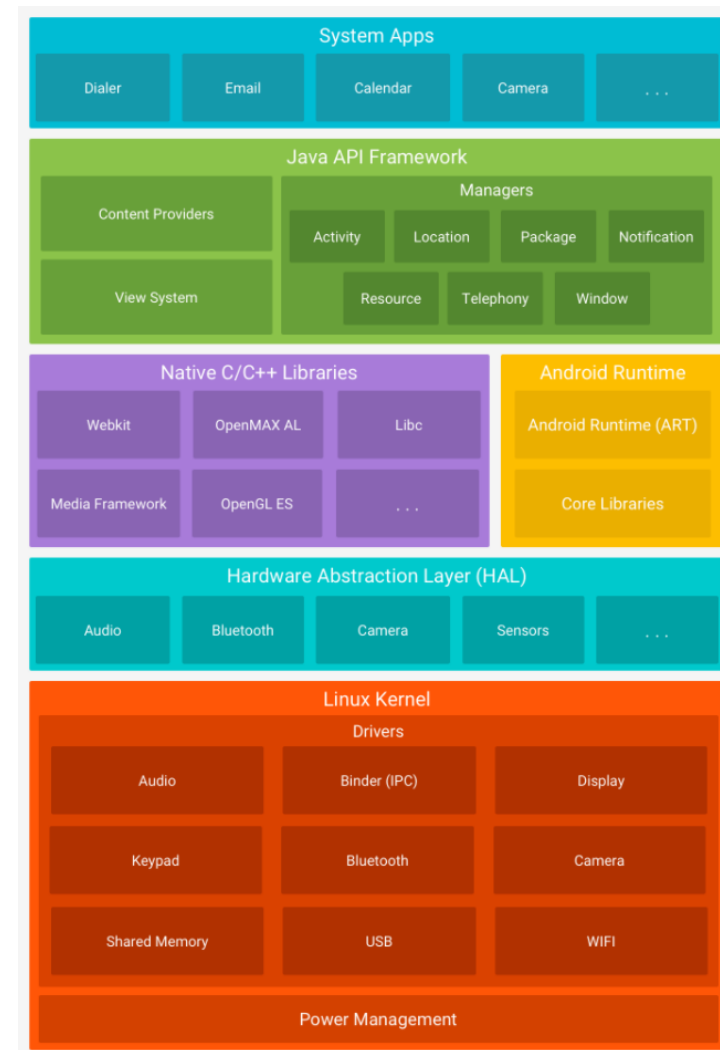 System Apps
Dialer
Email
Calendar
Camera
. . .
Java API Framework
Content Providers
View System
Managers
Activity
Location
Package
Notification
Resource
Telephony
Window
Native C/C++ Libraries
Webkit
OpenMAX AL
Libc
Media Framework
OpenGL ES
. . .
Android Runtime
Android Runtime (ART)
Core Libraries
Hardware Abstraction Layer (HAL)
Audio
Bluetooth
Camera
Sensors
. . .
Linux Kernel
Drivers
Audio
Binder (IPC)
Display
Keypad
Bluetooth
Camera
Shared Memory
USB
WIFI
Power Management